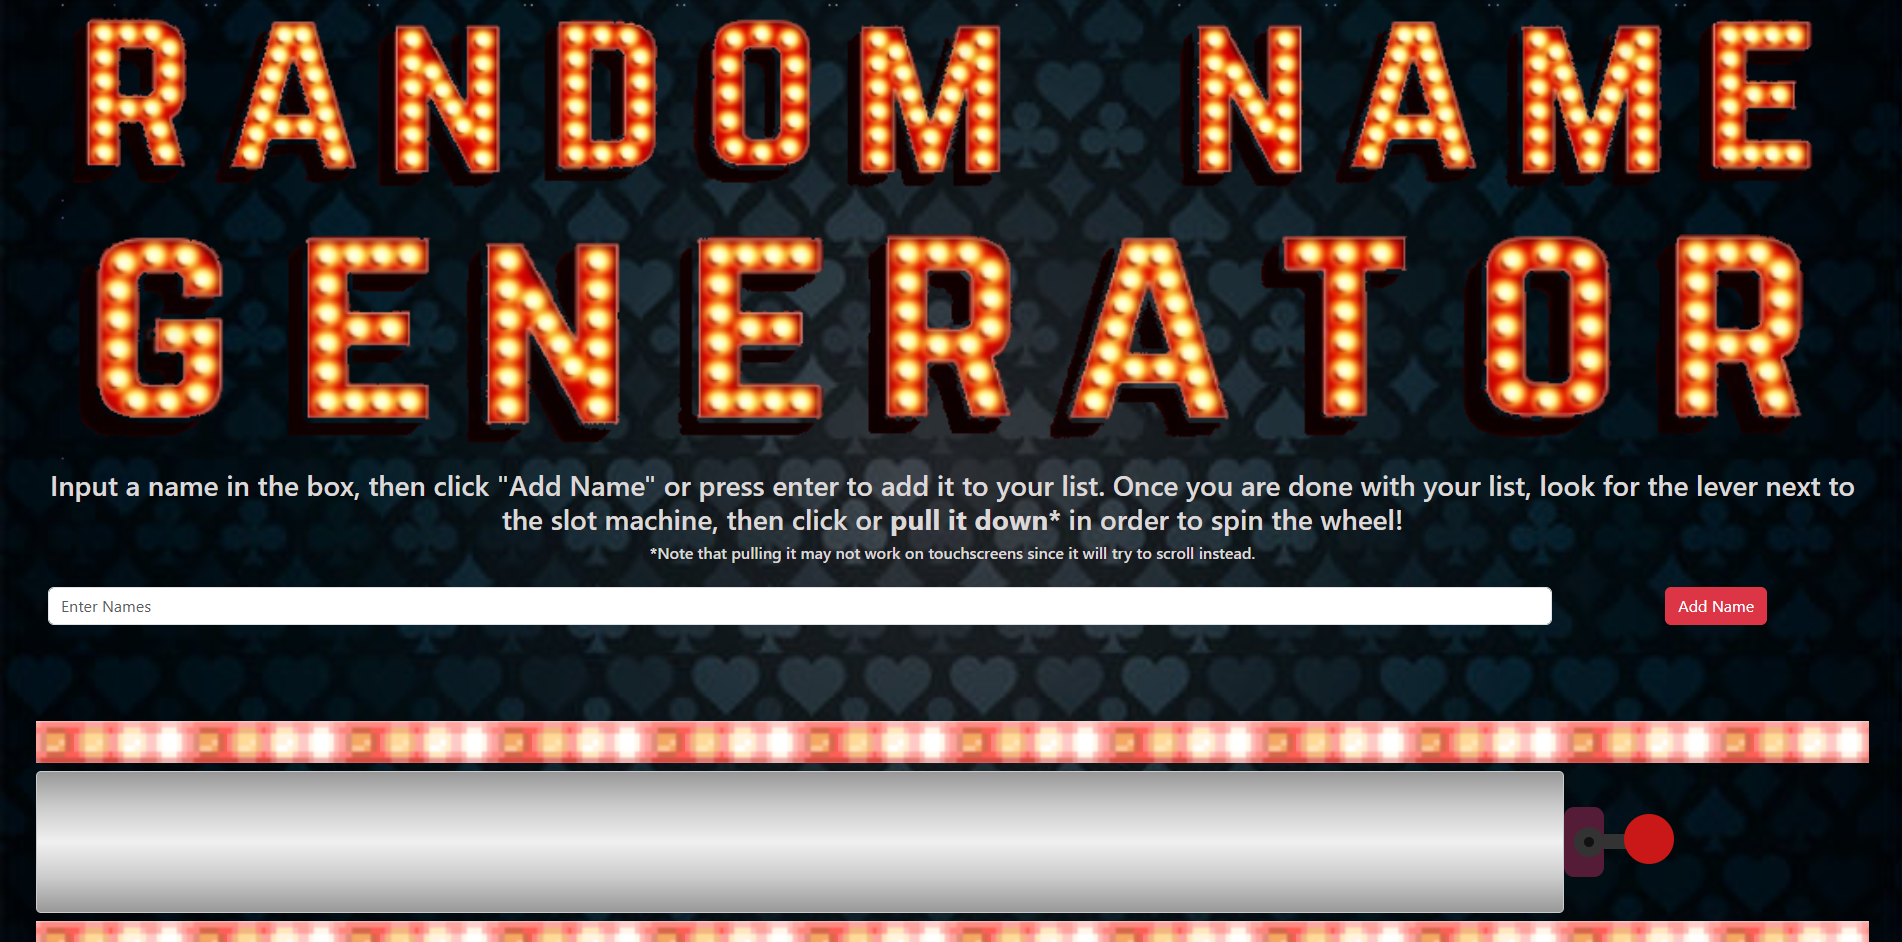 RANDOM NAME
GENERATOR
Input a name in the box, then click "Add Name" or press enter to add it to your list. Once you are done with your list, look for the lever next to
the slot machine, then click or pull it down* in order to spin the wheel!
*Note that pulling it may not work on touchscreens since it will try to scroll instead.
Enter Names
Add Name